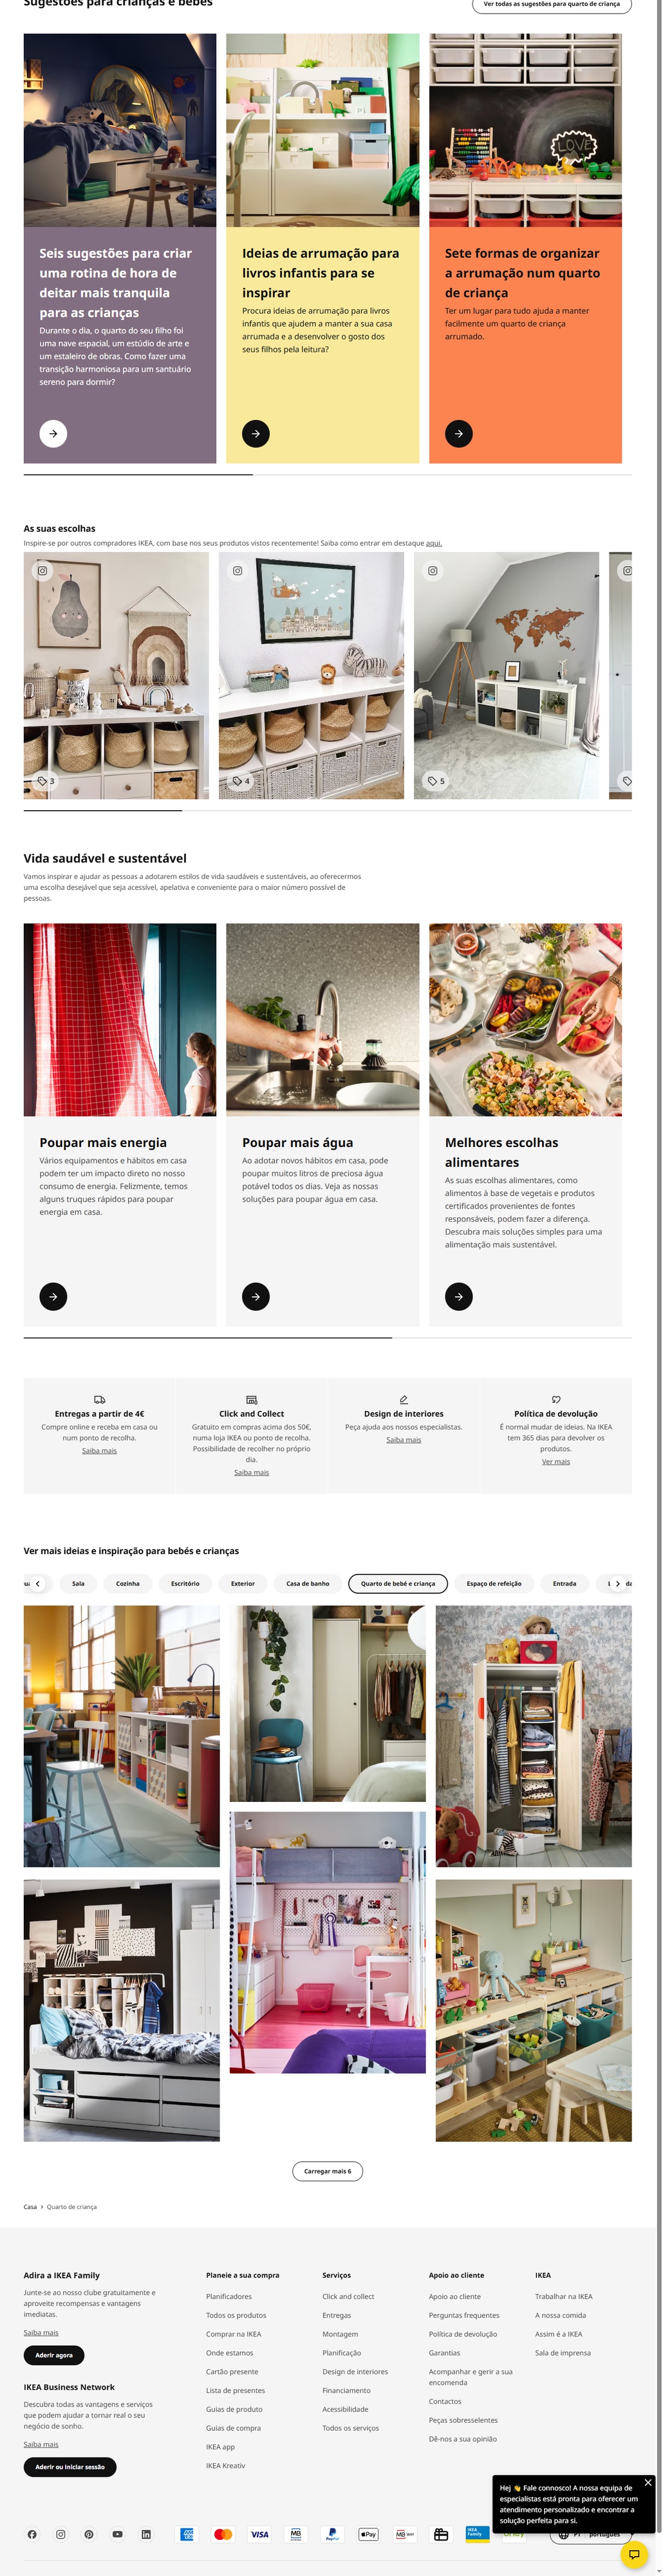 Sugestões para crianças e bebés
Ver todas as sugestões para quarto de criança
LOVE
Seis sugestões para criar
uma rotina de hora de
deitar mais tranquila
para as crianças
Durante o dia, o quarto do seu filho foi
uma nave espacial, um estúdio de arte e
um estaleiro de obras. Como fazer uma
transição harmoniosa para um santuário
sereno para dormir?
Ideias de arrumação para
livros infantis para se
inspirar
Procura ideias de arrumação para livros
infantis que ajudem a manter a sua casa
arrumada e a desenvolver o gosto dos
seus filhos pela leitura?
Sete formas de organizar
a arrumação num quarto
de criança
Ter um lugar para tudo ajuda a manter
facilmente um quarto de criança
arrumado.
As suas escolhas
Inspire-se por outros compradores IKEA, com base nos seus produtos vistos recentemente! Saiba como entrar em destaque aqui.
3
4
5
Vida saudável e sustentável
Vamos inspirar e ajudar as pessoas a adotarem estilos de vida saudáveis e sustentáveis, ao oferecermos
uma escolha desejável que seja acessível, apelativa e conveniente para o maior número possível de
pessoas.
Poupar mais energia
Vários equipamentos e hábitos em casa
podem ter um impacto direto no nosso
consumo de energia. Felizmente, temos
alguns truques rápidos para poupar
energia em casa.
Poupar mais água
Ao adotar novos hábitos em casa, pode
poupar muitos litros de preciosa água
potável todos os dias. Veja as nossas
soluções para poupar água em casa.
Melhores escolhas
alimentares
As suas escolhas alimentares, como
alimentos à base de vegetais e produtos
certificados provenientes de fontes
responsáveis, podem fazer a diferença.
Descubra mais soluções simples para uma
alimentação mais sustentável.
Entregas a partir de 4€
Compre online e receba em casa ou
num ponto de recolha.
Saiba mais
Click and Collect
Gratuito em compras acima dos 50€,
numa loja IKEA ou ponto de recolha.
Possibilidade de recolher no próprio
dia.
Saiba mais
Design de interiores
Peça ajuda aos nossos especialistas.
Saiba mais
Política de devolução
É normal mudar de ideias. Na IKEA
tem 365 dias para devolver os
produtos.
Ver mais
Ver mais ideias e inspiração para bebés e crianças
Sala
Cozinha
Escritório
Exterior
Casa de banho
Quarto de bebé e criança
Espaço de refeição
Entrada
Carregar mais 6
Casa › Quarto de criança
Adira a IKEA Family
Junte-se ao nosso clube gratuitamente e
aproveite recompensas e vantagens
imediatas.
Saiba mais
Aderir agora
IKEA Business Network
Descubra todas as vantagens e serviços
que podem ajudar a tornar real o seu
negócio de sonho.
Saiba mais
Aderir ou iniciar sessão
Planeie a sua compra
Planificadores
Todos os produtos
Comprar na IKEA
Onde estamos
Cartão presente
Lista de presentes
Guias de produto
Guias de compra
IKEA app
IKEA Kreativ
Serviços
Click and collect
Entregas
Montagem
Planificação
Design de interiores
Financiamento
Acessibilidade
Todos os serviços
Apoio ao cliente
Apoio ao cliente
Perguntas frequentes
Política de devolução
Garantias
Acompanhar e gerir a sua
encomenda
Contactos
Peças sobresselentes
Dê-nos a sua opinião
IKEA
Trabalhar na IKEA
A nossa comida
Assim é a IKEA
Sala de imprensa
Hej 👋 Fale connosco! A nossa equipa de
especialistas está pronta para oferecer um
atendimento personalizado e encontrar a
solução perfeita para si.
VISA
MB
PayPal
Pay
MB WAY
IKEA
Family